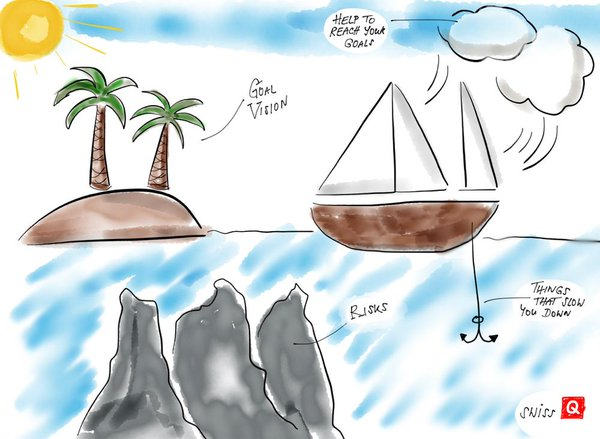 HELP TO
REACH YOUR
GOALS
GOAL
VISION
THINGS
THAT SLOW
YOU DOWN
RISKS
SWISS Q